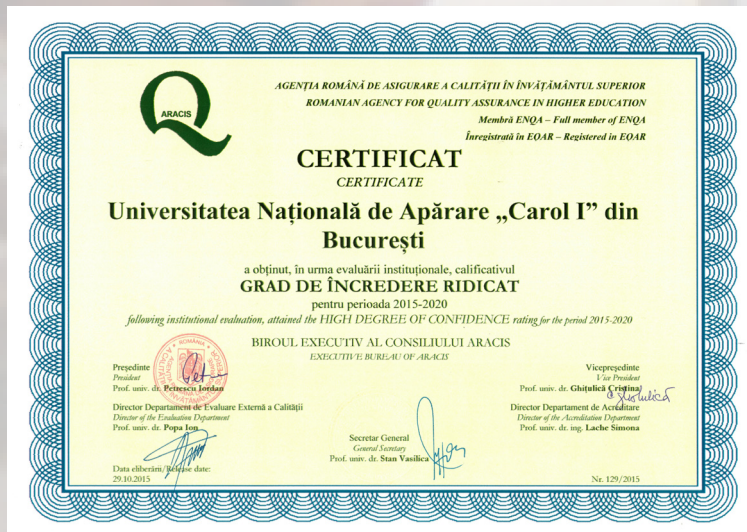 ARACIS
AGENȚIA ROMÂNĂ DE ASIGURARE A CALITĂȚII ÎN ÎNVĂȚĂMÂNTUL SUPERIOR
ROMANIAN AGENCY FOR QUALITY ASSURANCE IN HIGHER EDUCATION
Membră ENQA – Full member of ENQA
Înregistrată în EQAR – Registered in EQAR
CERTIFICAT
CERTIFICATE
Universitatea Națională de Apărare „Carol I” din
București
a obținut, în urma evaluării instituționale, calificativul
GRAD DE ÎNCREDERE RIDICAT
pentru perioada 2015-2020
following institutional evaluation, attained the HIGH DEGREE OF CONFIDENCE rating for the period 2015-2020
BIROUL EXECUTIV AL CONSILIULUI ARACIS
EXECUTIVE BUREAU OF ARACIS
ROMÂNIA
Președinte
President
Prof. univ. dr. Petrescu Iordan
Vicepreședinte
Vice President
Prof. univ. dr. Ghițulică Cristina
Director Departament de Evaluare Externă a Calității
Director of the Evaluation Department
Prof. univ. dr. Popa Ion
Director Departament de Acreditare
Director of the Accreditation Department
Prof. univ. dr. ing. Lache Simona
Secretar General
General Secretary
Prof. univ. dr. Stan Vasilica
Data eliberării/Release date:
29.10.2015
Nr. 129/2015